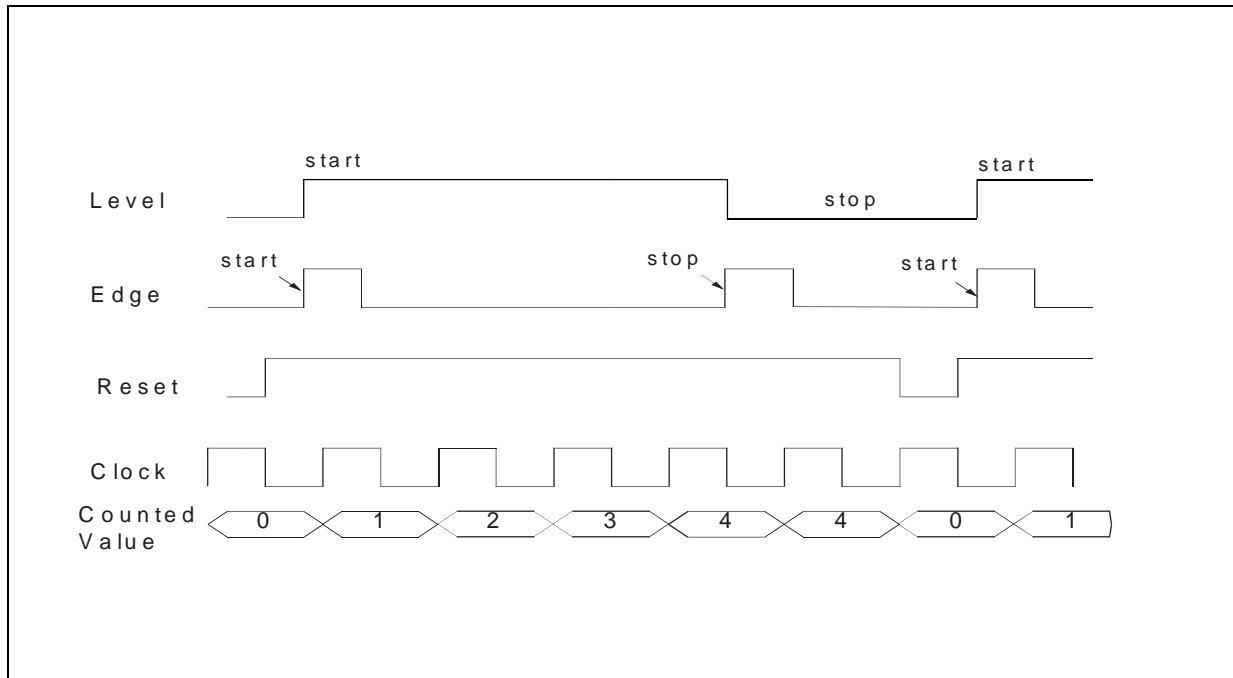 start
start
Level
stop
start
stop
start
Edge
Reset
Clock
Counted
Value
0 1 2 3 4 4 0 1